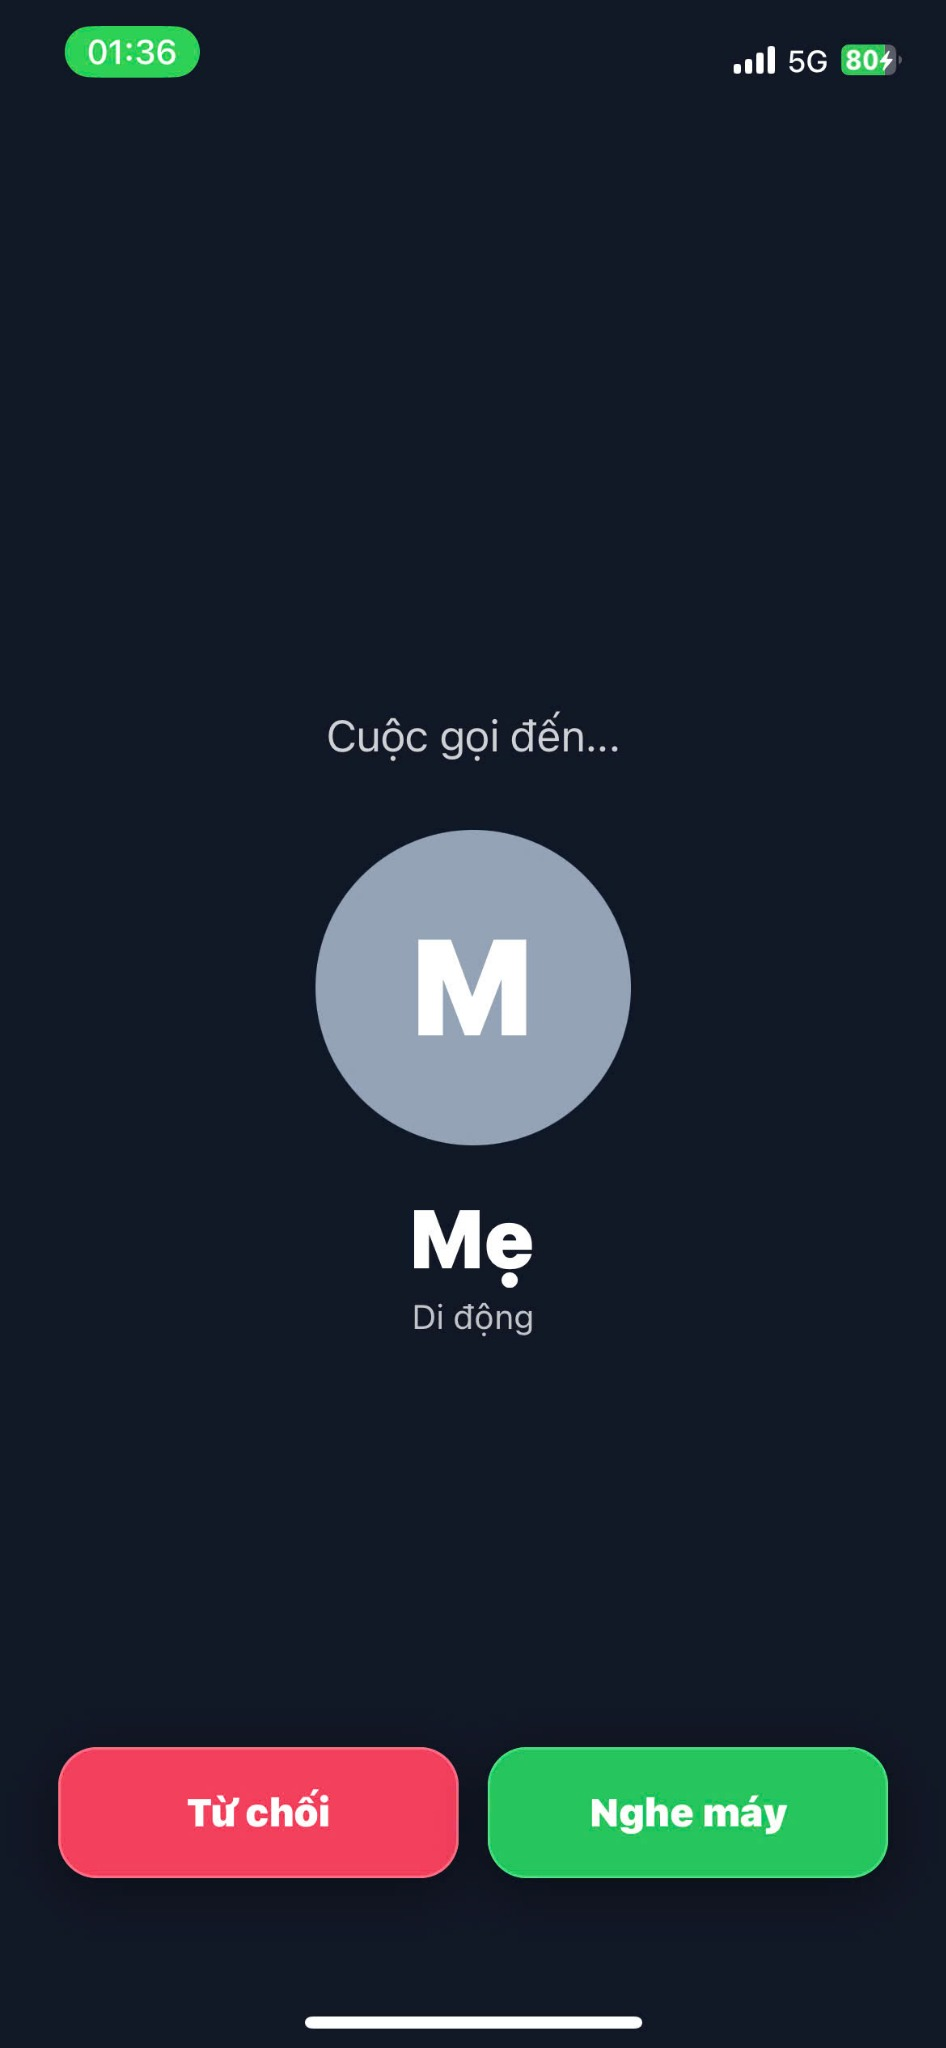 01:36
5G 80
Cuộc gọi đến...
M
Mẹ
Di động
Từ chối
Nghe máy